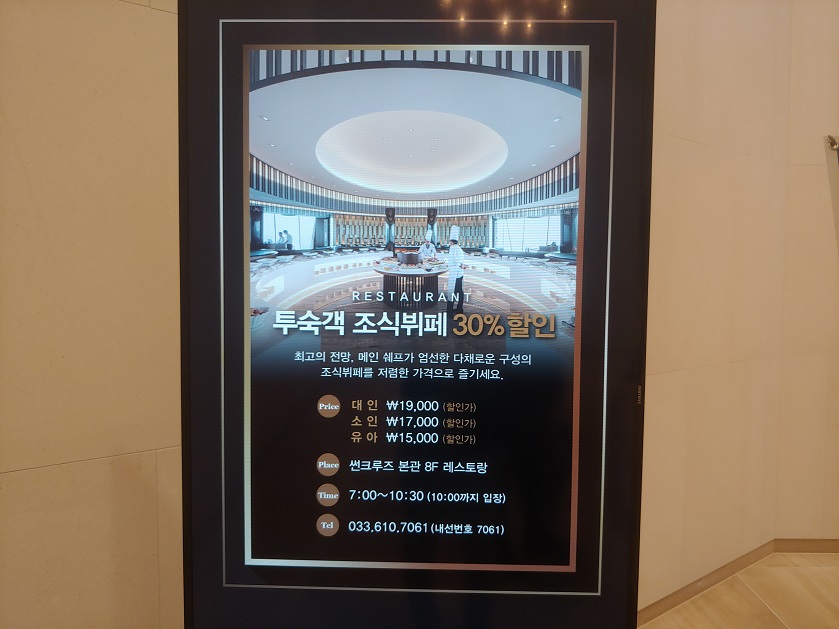 RESTAURANT
투숙객 조식뷔페 30% 할인
최고의 전망, 메인 쉐프가 엄선한 다채로운 구성의
조식뷔페를 저렴한 가격으로 즐기세요.
Price 대 인 ₩19,000 (할인가)
소 인 ₩17,000 (할인가)
유 아 ₩15,000 (할인가)
Place 썬크루즈 본관 8F 레스토랑
Time 7:00~10:30 (10:00까지 입장)
Tel 033.610.7061 (내선번호 7061)